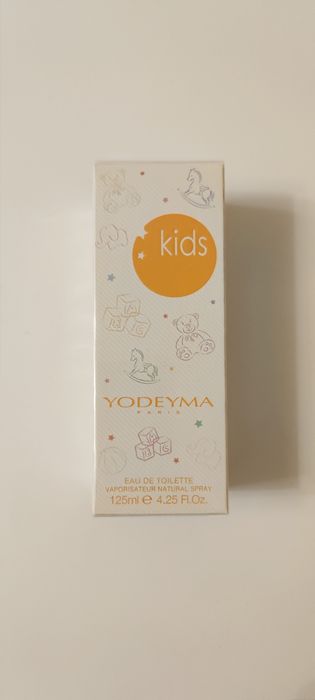 kids
YODEYMA
PARIS
EAU DE TOILETTE
VAPORISATEUR NATURAL SPRAY
125ml e 4.25 Fl.Oz.